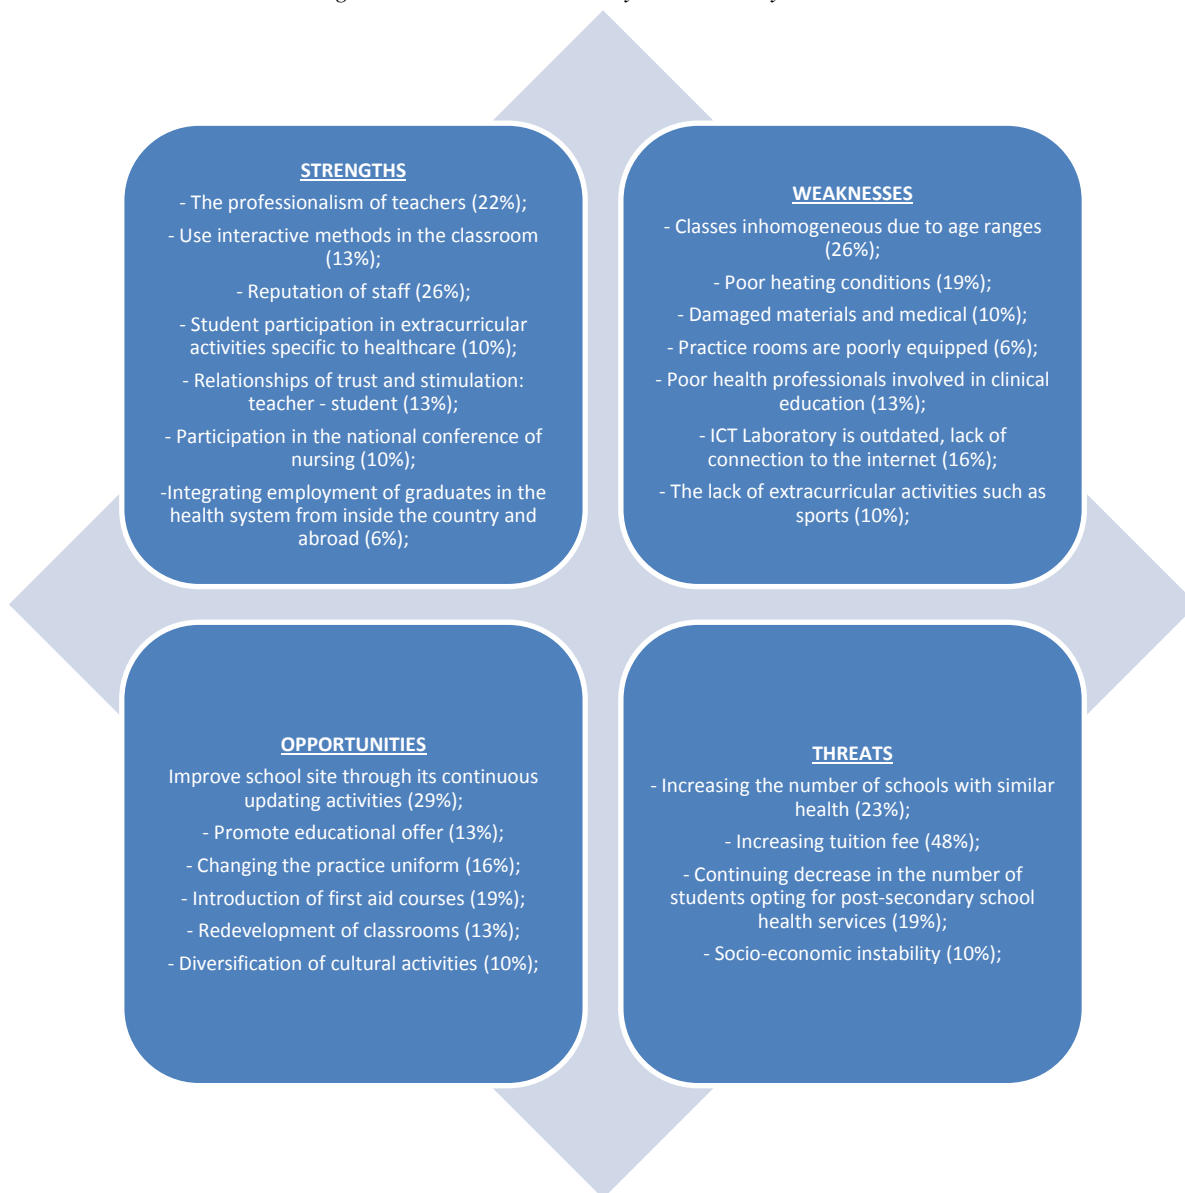 STRENGTHS
- The professionalism of teachers (22%);
- Use interactive methods in the classroom
(13%);
- Reputation of staff (26%);
- Student participation in extracurricular
activities specific to healthcare (10%);
- Relationships of trust and stimulation:
teacher - student (13%);
- Participation in the national conference of
nursing (10%);
-Integrating employment of graduates in the
health system from inside the country and
abroad (6%);
WEAKNESSES
- Classes inhomogeneous due to age ranges
(26%);
- Poor heating conditions (19%);
- Damaged materials and medical (10%);
- Practice rooms are poorly equipped (6%);
- Poor health professionals involved in clinical
education (13%);
- ICT Laboratory is outdated, lack of
connection to the internet (16%);
- The lack of extracurricular activities such as
sports (10%);
OPPORTUNITIES
Improve school site through its continuous
updating activities (29%);
- Promote educational offer (13%);
- Changing the practice uniform (16%);
- Introduction of first aid courses (19%);
- Redevelopment of classrooms (13%);
- Diversification of cultural activities (10%);
THREATS
- Increasing the number of schools with similar
health (23%);
- Increasing tuition fee (48%);
- Continuing decrease in the number of
students opting for post-secondary school
health services (19%);
- Socio-economic instability (10%);